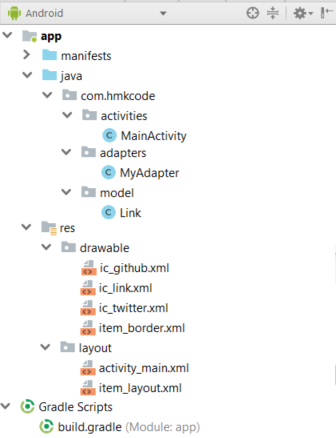 Android
app
manifests
java
com.hmkcode
activities
C MainActivity
adapters
C MyAdapter
model
C Link
res
drawable
ic_github.xml
ic_link.xml
ic_twitter.xml
item_border.xml
layout
activity_main.xml
item_layout.xml
Gradle Scripts
build.gradle (Module: app)